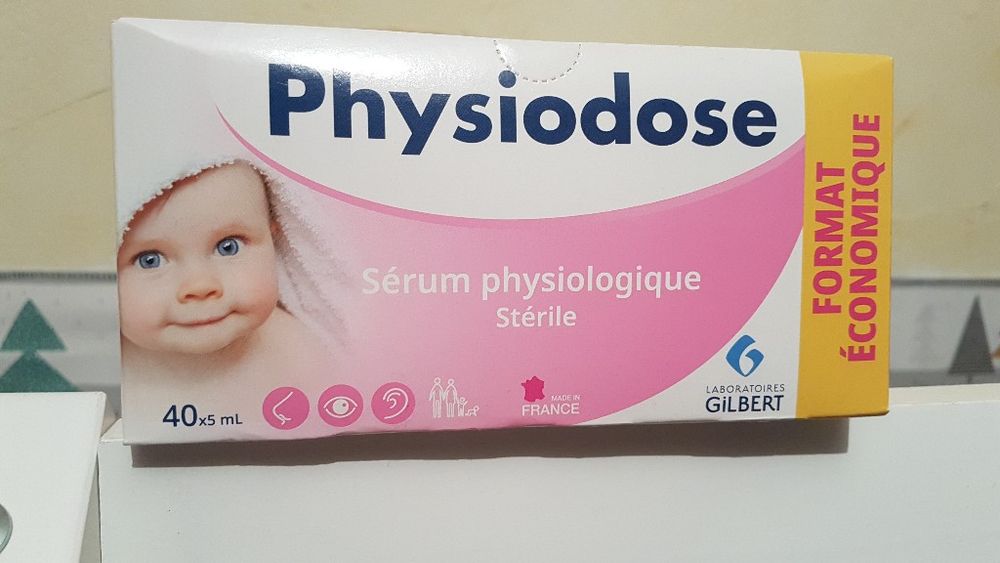 Physiodose
Sérum physiologique
Stérile
40x5 mL
MADE IN
FRANCE
LABORATOIRES
GiLBERT
FORMAT
ÉCONOMIQUE